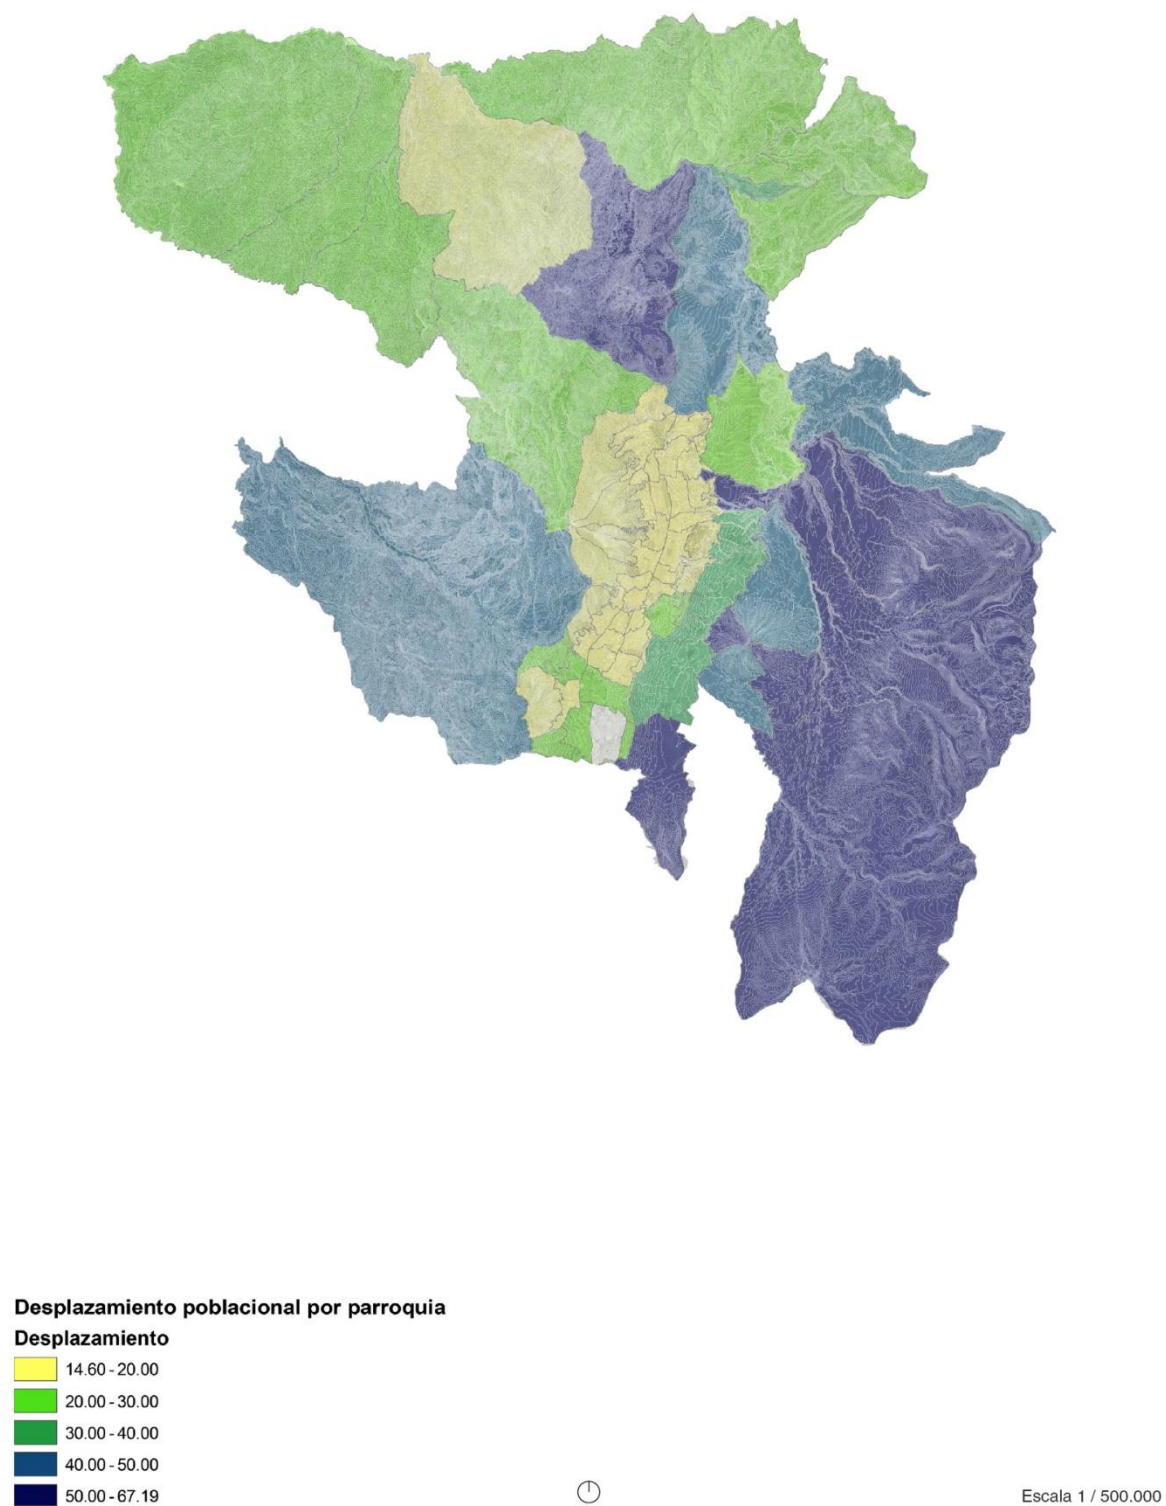 Desplazamiento poblacional por parroquia
Desplazamiento
14.60 - 20.00
20.00 - 30.00
30.00 - 40.00
40.00 - 50.00
50.00 - 67.19
Escala 1 / 500.000